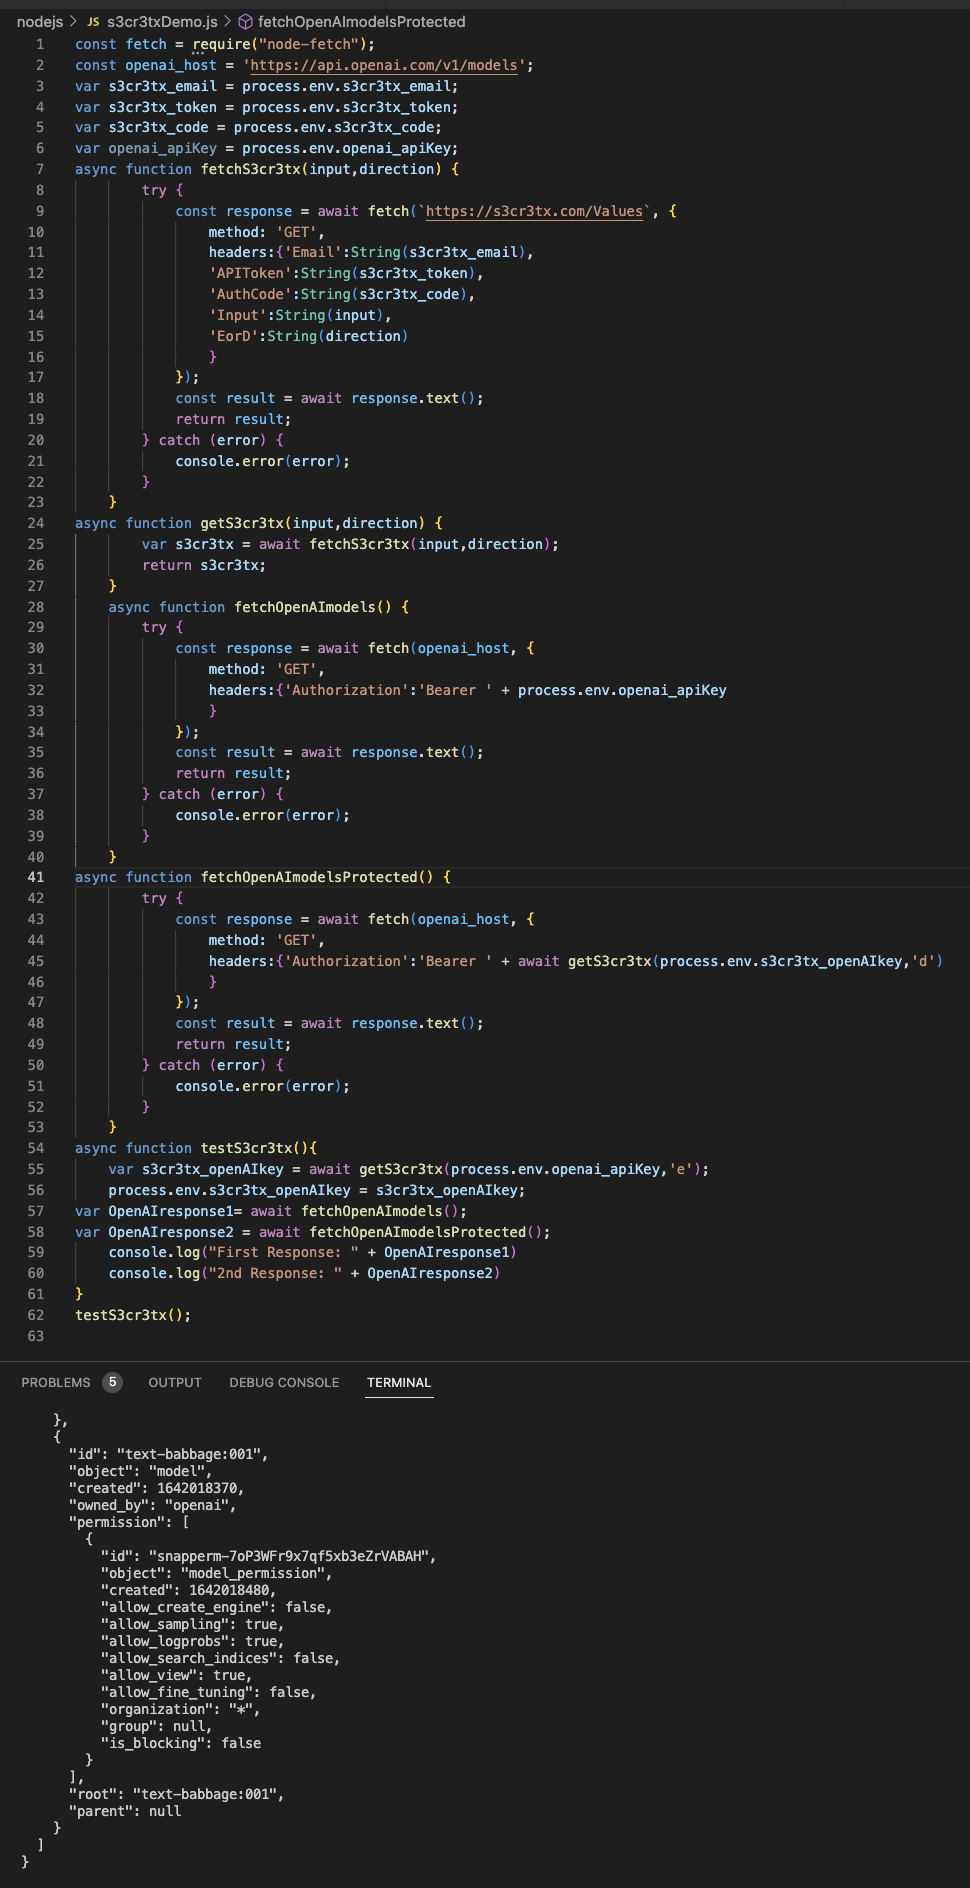 nodejs > JS s3cr3txDemo.js > fetchOpenAImodelsProtected
1 const fetch = require("node-fetch");
2 const openai_host = 'https://api.openai.com/v1/models';
3 var s3cr3tx_email = process.env.s3cr3tx_email;
4 var s3cr3tx_token = process.env.s3cr3tx_token;
5 var s3cr3tx_code = process.env.s3cr3tx_code;
6 var openai_apiKey = process.env.openai_apiKey;
7 async function fetchS3cr3tx(input,direction) {
8 try {
9 const response = await fetch(`https://s3cr3tx.com/Values`, {
10 method: 'GET',
11 headers:{'Email':String(s3cr3tx_email),
12 'APIToken':String(s3cr3tx_token),
13 'AuthCode':String(s3cr3tx_code),
14 'Input':String(input),
15 'EorD':String(direction)
16 }
17 });
18 const result = await response.text();
19 return result;
20 } catch (error) {
21 console.error(error);
22 }
23 }
24 async function getS3cr3tx(input,direction) {
25 var s3cr3tx = await fetchS3cr3tx(input,direction);
26 return s3cr3tx;
27 }
28 async function fetchOpenAImodels() {
29 try {
30 const response = await fetch(openai_host, {
31 method: 'GET',
32 headers:{'Authorization':'Bearer ' + process.env.openai_apiKey
33 }
34 });
35 const result = await response.text();
36 return result;
37 } catch (error) {
38 console.error(error);
39 }
40 }
41 async function fetchOpenAImodelsProtected() {
42 try {
43 const response = await fetch(openai_host, {
44 method: 'GET',
45 headers:{'Authorization':'Bearer ' + await getS3cr3tx(process.env.s3cr3tx_openAIkey,'d')
46 }
47 });
48 const result = await response.text();
49 return result;
50 } catch (error) {
51 console.error(error);
52 }
53 }
54 async function testS3cr3tx(){
55 var s3cr3tx_openAIkey = await getS3cr3tx(process.env.openai_apiKey,'e');
56 process.env.s3cr3tx_openAIkey = s3cr3tx_openAIkey;
57 var OpenAIresponse1= await fetchOpenAImodels();
58 var OpenAIresponse2 = await fetchOpenAImodelsProtected();
59 console.log("First Response: " + OpenAIresponse1)
60 console.log("2nd Response: " + OpenAIresponse2)
61 }
62 testS3cr3tx();
63
PROBLEMS 5 OUTPUT DEBUG CONSOLE TERMINAL
},
{
"id": "text-babbage:001",
"object": "model",
"created": 1642018370,
"owned_by": "openai",
"permission": [
{
"id": "snapperm-7oP3WFr9x7qf5xb3eZrVABAH",
"object": "model_permission",
"created": 1642018480,
"allow_create_engine": false,
"allow_sampling": true,
"allow_logprobs": true,
"allow_search_indices": false,
"allow_view": true,
"allow_fine_tuning": false,
"organization": "*",
"group": null,
"is_blocking": false
}
],
"root": "text-babbage:001",
"parent": null
}
]
}